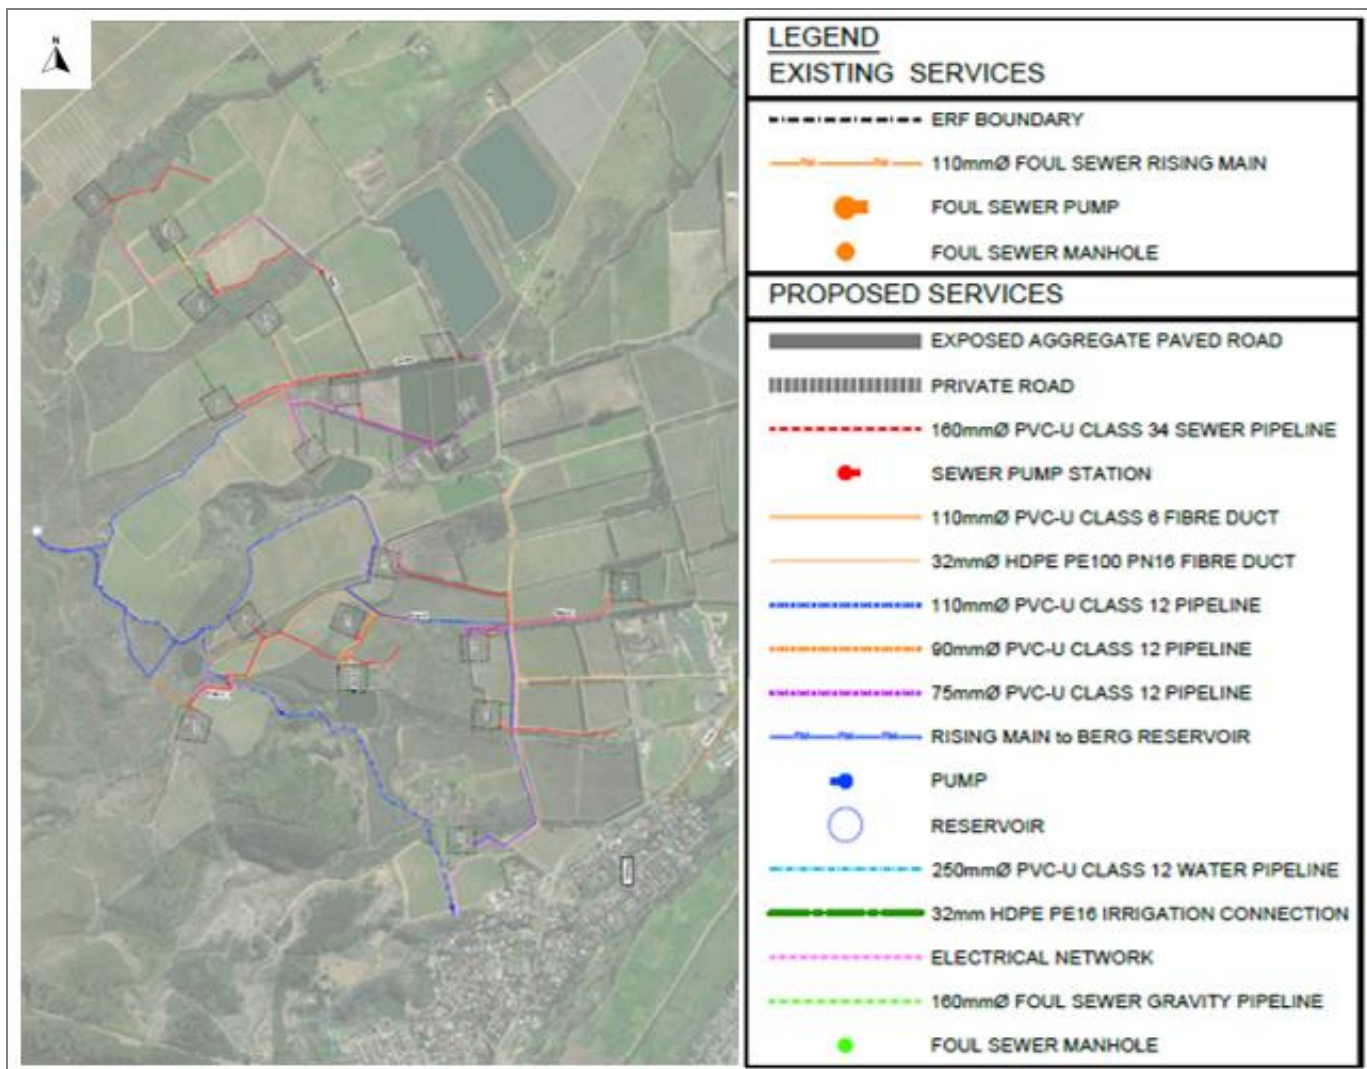 N
LEGEND
EXISTING SERVICES
ERF BOUNDARY
110mmØ FOUL SEWER RISING MAIN
FOUL SEWER PUMP
FOUL SEWER MANHOLE
PROPOSED SERVICES
EXPOSED AGGREGATE PAVED ROAD
PRIVATE ROAD
160mmØ PVC-U CLASS 34 SEWER PIPELINE
SEWER PUMP STATION
110mmØ PVC-U CLASS 6 FIBRE DUCT
32mmØ HDPE PE100 PN16 FIBRE DUCT
110mmØ PVC-U CLASS 12 PIPELINE
90mmØ PVC-U CLASS 12 PIPELINE
75mmØ PVC-U CLASS 12 PIPELINE
RISING MAIN to BERG RESERVOIR
PUMP
RESERVOIR
250mmØ PVC-U CLASS 12 WATER PIPELINE
32mm HDPE PE16 IRRIGATION CONNECTION
ELECTRICAL NETWORK
160mmØ FOUL SEWER GRAVITY PIPELINE
FOUL SEWER MANHOLE